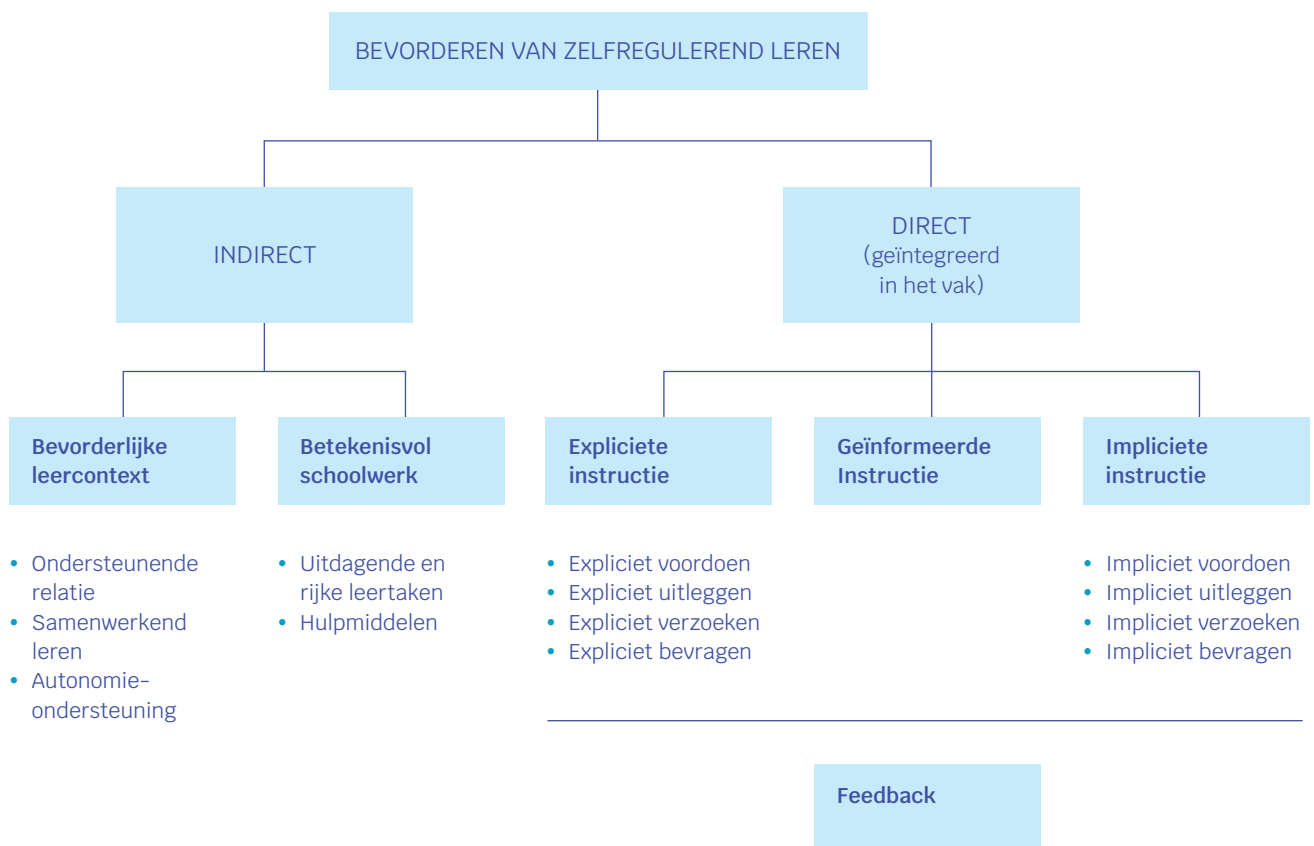 BEVORDEREN VAN ZELFREGULEREND LEREN
INDIRECT
DIRECT
(geïntegreerd
in het vak)
Bevorderlijke
leercontext
Betekenisvol
schoolwerk
Expliciete
instructie
Geïnformeerde
Instructie
Impliciete
instructie
• Ondersteunende
relatie
• Samenwerkend
leren
• Autonomie-
ondersteuning
• Uitdagende en
rijke leertaken
• Hulpmiddelen
• Expliciet voordoen
• Expliciet uitleggen
• Expliciet verzoeken
• Expliciet bevragen
• Impliciet voordoen
• Impliciet uitleggen
• Impliciet verzoeken
• Impliciet bevragen
Feedback